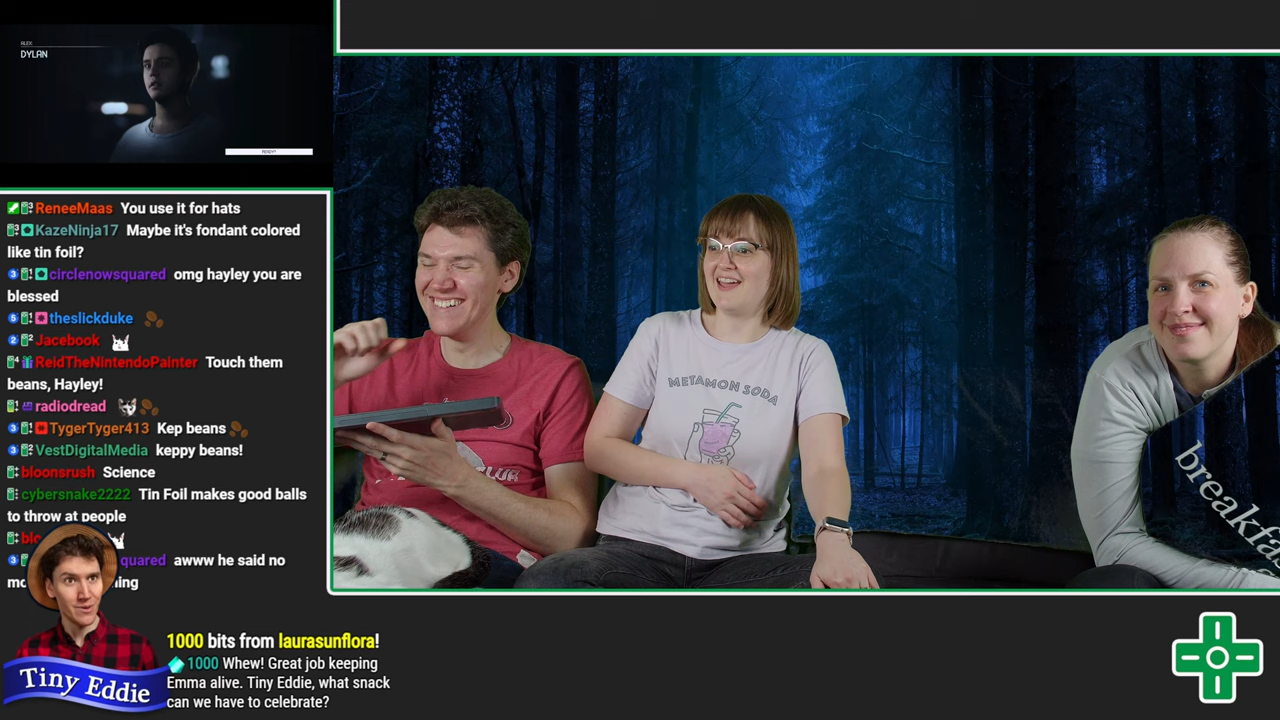 ALEX:
DYLAN
READY?
ReneeMaas You use it for hats
KazeNinja17 Maybe it's fondant colored
like tin foil?
circlenowsquared omg hayley you are
blessed
theslickduke
Jacebook
ReidTheNintendoPainter Touch them
beans, Hayley!
radiodread
TygerTyger413 Kep beans
VestDigitalMedia keppy beans!
bloonsrush Science
cybersnake2222 Tin Foil makes good balls
to throw at people
quared awww he said no
METAMON SODA
1000 bits from laurasunflora!
1000 Whew! Great job keeping
Emma alive. Tiny Eddie, what snack
can we have to celebrate?
Tiny Eddie